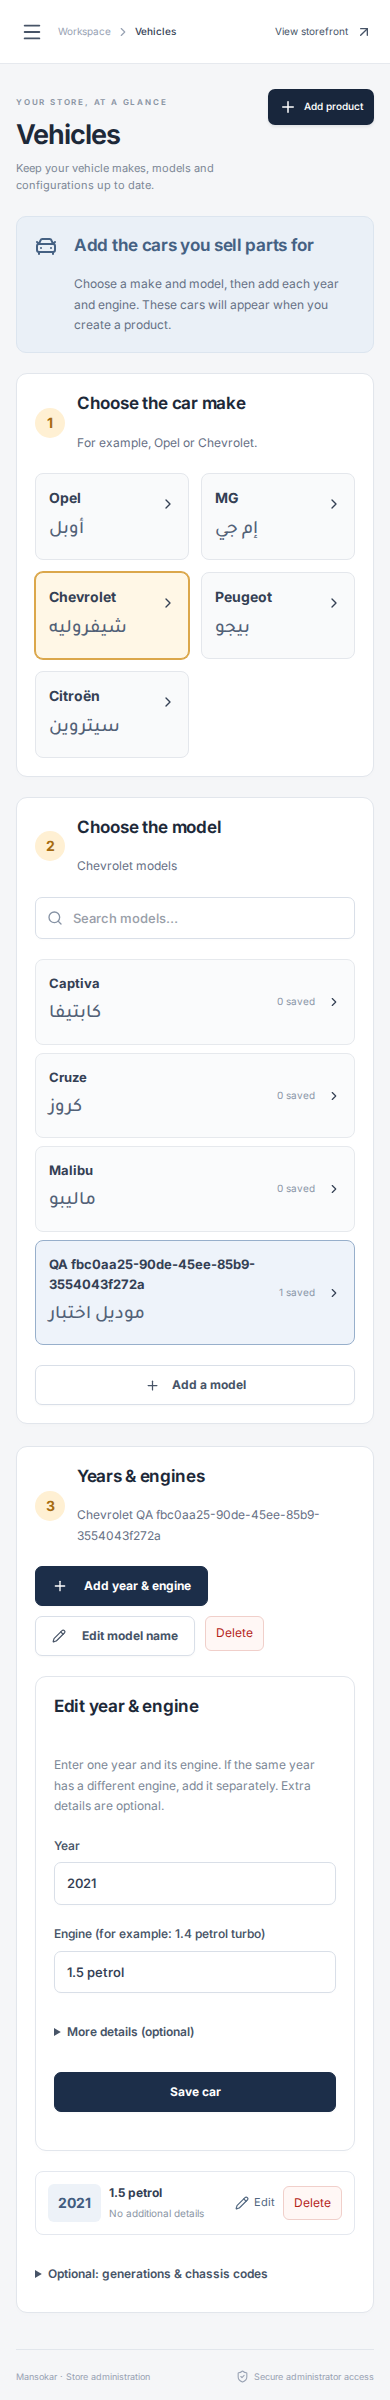 Workspace > Vehicles
View storefront
YOUR STORE, AT A GLANCE
Add product
Vehicles
Keep your vehicle makes, models and
configurations up to date.
Add the cars you sell parts for
Choose a make and model, then add each year
and engine. These cars will appear when you
create a product.
1
Choose the car make
For example, Opel or Chevrolet.
Opel
أوبل
MG
إم جي
Chevrolet
شيفروليه
Peugeot
بيجو
Citroën
سيتروين
2
Choose the model
Chevrolet models
Search models...
Captiva
كابتيفا
0 saved
Cruze
كروز
0 saved
Malibu
ماليبو
0 saved
QA fbc0aa25-90de-45ee-85b9-
3554043f272a
موديل اختبار
1 saved
Add a model
3
Years & engines
Chevrolet QA fbc0aa25-90de-45ee-85b9-
3554043f272a
Add year & engine
Edit model name
Delete
Edit year & engine
Enter one year and its engine. If the same year
has a different engine, add it separately. Extra
details are optional.
Year
2021
Engine (for example: 1.4 petrol turbo)
1.5 petrol
More details (optional)
Save car
2021
1.5 petrol
No additional details
Edit
Delete
Optional: generations & chassis codes
Mansokar · Store administration
Secure administrator access